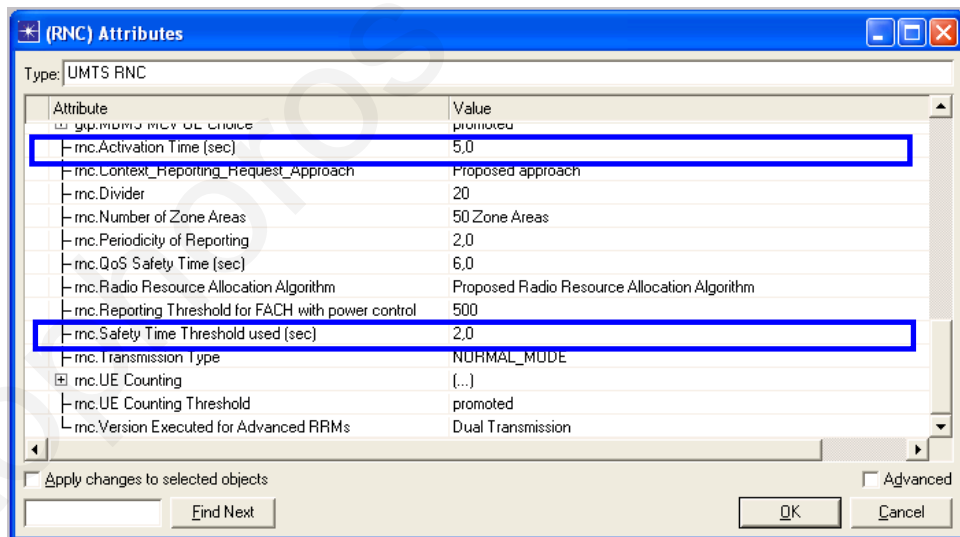 (RNC) Attributes
Type: UMTS RNC
Attribute Value
promoted
rnc.Activation Time (sec) 5,0
rnc.Context_Reporting_Request_Approach Proposed approach
rnc.Divider 20
rnc.Number of Zone Areas 50 Zone Areas
rnc.Periodicity of Reporting 2,0
rnc.QoS Safety Time (sec) 6,0
rnc.Radio Resource Allocation Algorithm Proposed Radio Resource Allocation Algorithm
rnc.Reporting Threshold for FACH with power control 500
rnc.Safety Time Threshold used (sec) 2,0
rnc.Transmission Type NORMAL_MODE
rnc.UE Counting (...)
rnc.UE Counting Threshold promoted
rnc.Version Executed for Advanced RRMs Dual Transmission
Apply changes to selected objects Advanced
Find Next OK Cancel